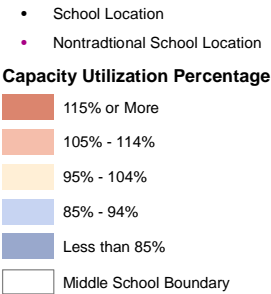 School Location
Nontradtional School Location
Capacity Utilization Percentage
115% or More
105% - 114%
95% - 104%
85% - 94%
Less than 85%
Middle School Boundary